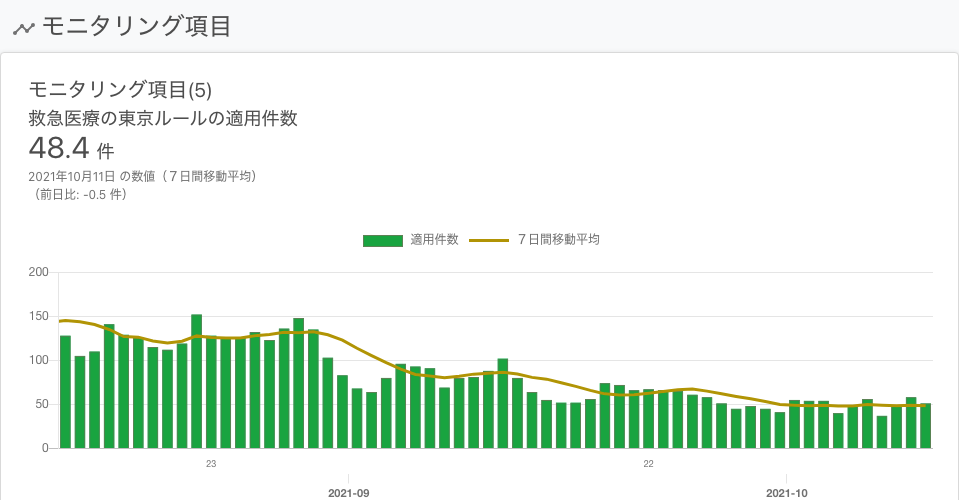 モニタリング項目
モニタリング項目(5)
救急医療の東京ルールの適用件数
48.4 件
2021年10月11日 の数値（７日間移動平均）
（前日比: -0.5 件）
適用件数 ７日間移動平均
200
150
100
50
0
23 22
2021-09 2021-10